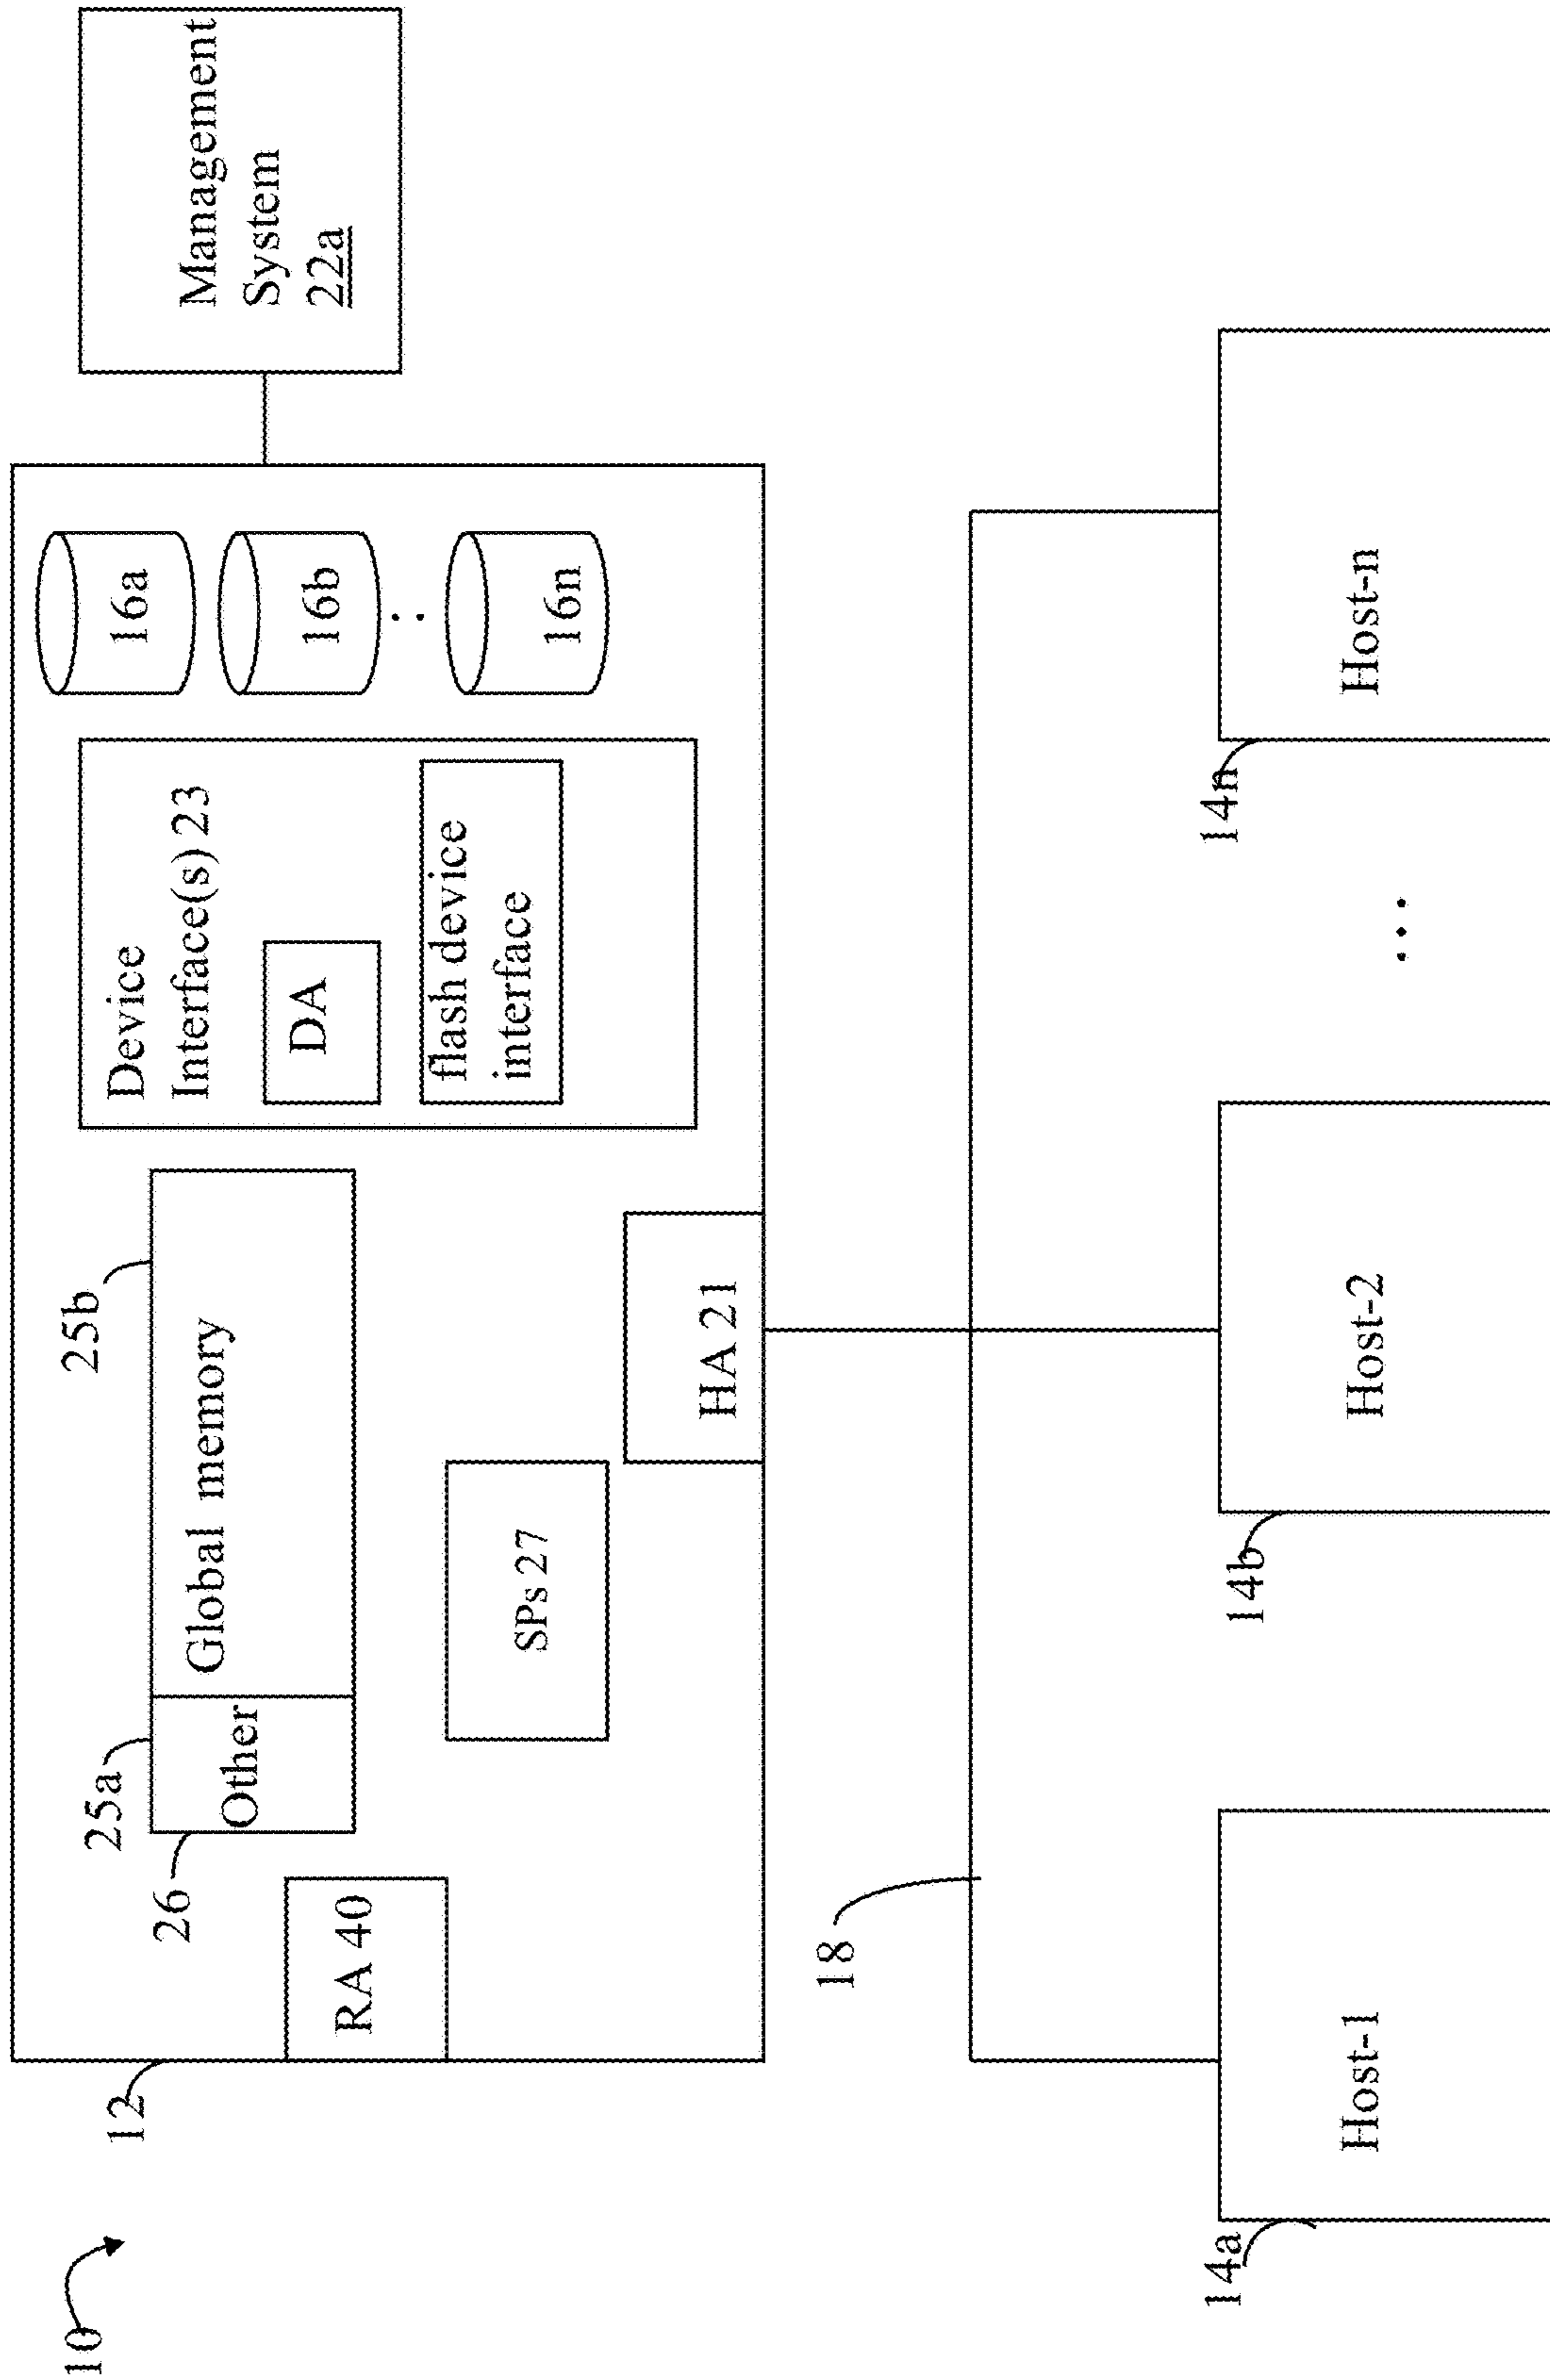 10
12
RA 40
26
25a
Other
Global memory
25b
SPs 27
HA 21
Device
Interface(s) 23
DA
flash device
interface
16a
16b
16n
Management
System
22a
18
14a
Host-1
14b
Host-2
...
14n
Host-n